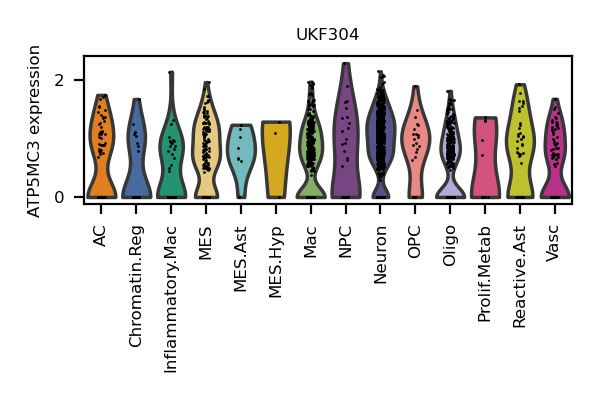 UKF304
ATP5MC3 expression
2
0
AC
Chromatin.Reg
Inflammatory.Mac
MES
MES.Ast
MES.Hyp
Mac
NPC
Neuron
OPC
Oligo
Prolif.Metab
Reactive.Ast
Vasc